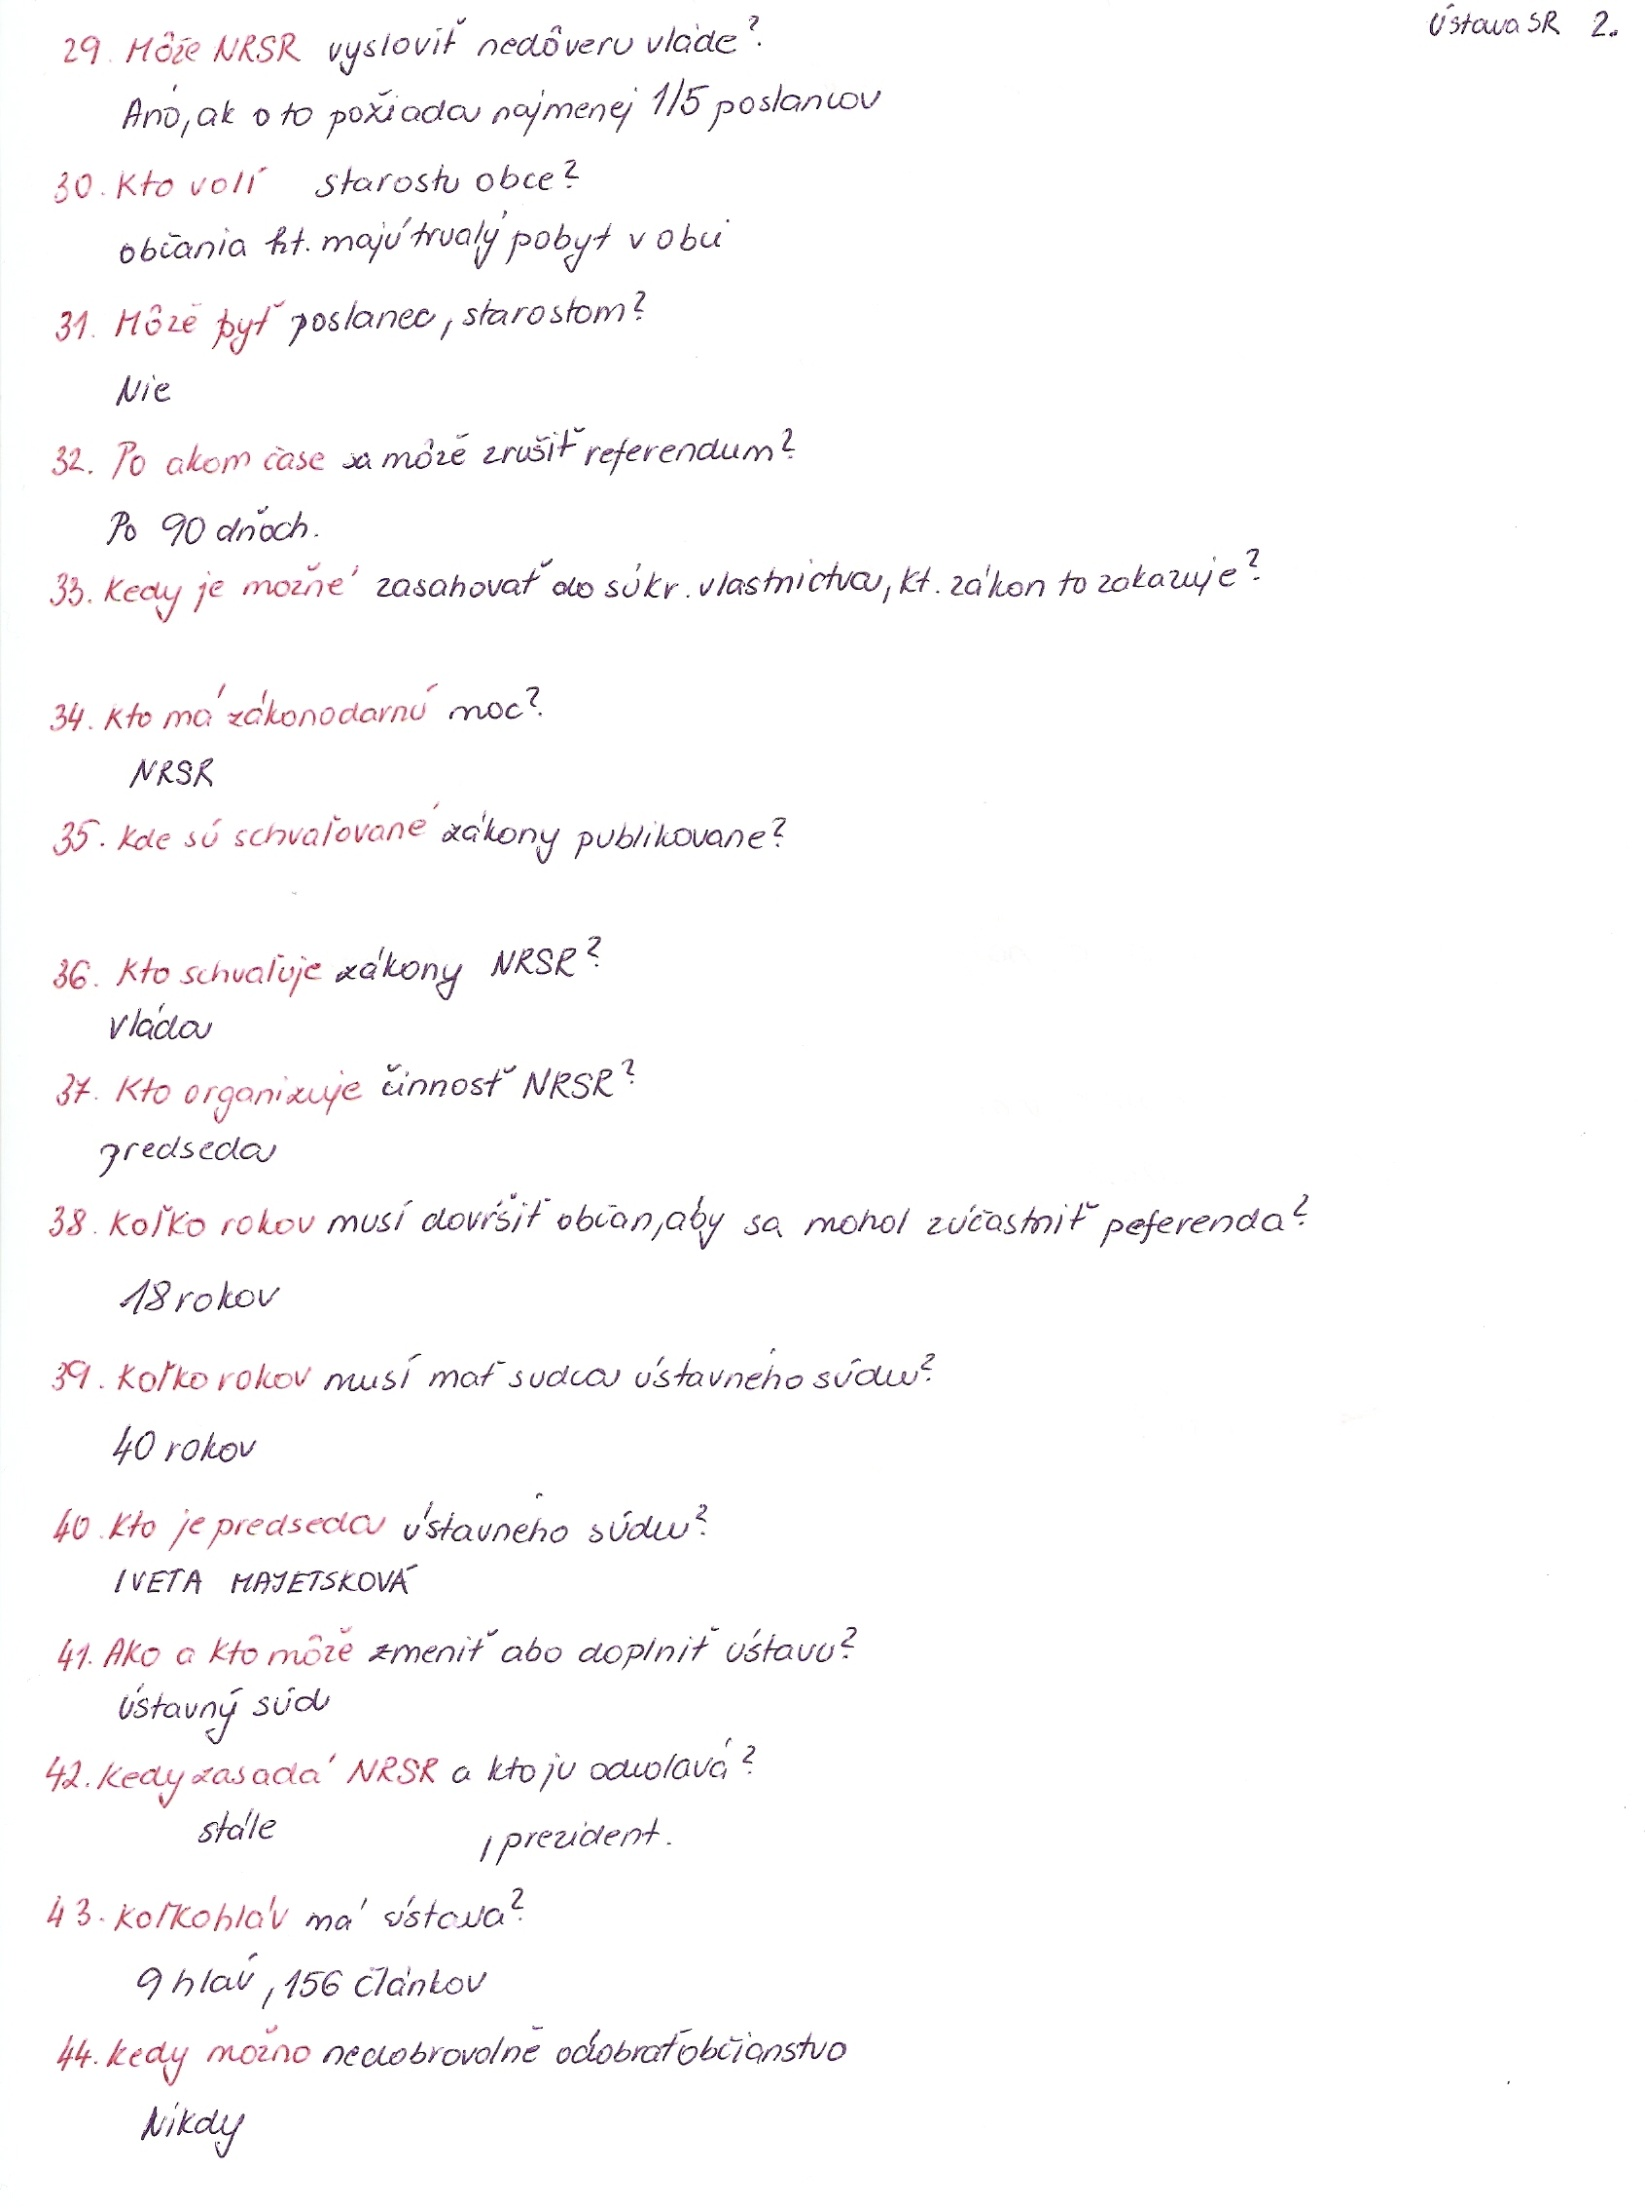 Ústava SR 2.
29. Môže NRSR vysloviť nedôveru vláde?
Áno, ak o to požiada najmenej 1/5 poslancov
30. Kto volí starostu obce?
občania kt. majú trvalý pobyt v obci
31. Môže byť poslanec, starostom?
Nie
32. Po akom čase sa môže zrušiť referendum?
Po 90 dňoch.
33. Kedy je možné zasahovať do súkr. vlastníctva, kt. zákon to zakazuje?
34. Kto má zákonodarnú moc?
NRSR
35. Kde sú schvaľované zákony publikovane?
36. Kto schvaľuje zákony NRSR?
vláda
37. Kto organizuje činnosť NRSR?
predseda
38. Koľko rokov musí dovŕšiť občan, aby sa mohol zúčastniť peferenda?
18 rokov
39. Koľko rokov musí mať sudca ústavného súdu?
40 rokov
40. Kto je predseda ústavného súdu?
IVETA MAJETSKOVÁ
41. Ako a kto môže zmeniť abo doplniť ústavu?
Ústavný súd
42. Kedy zasadá NRSR a kto ju odvolavá?
stále , prezident.
43. Koľko hláv má ústava?
9 hláv, 156 článkov
44. Kedy možno nedobrovolně odobrať občianstvo
Nikdy